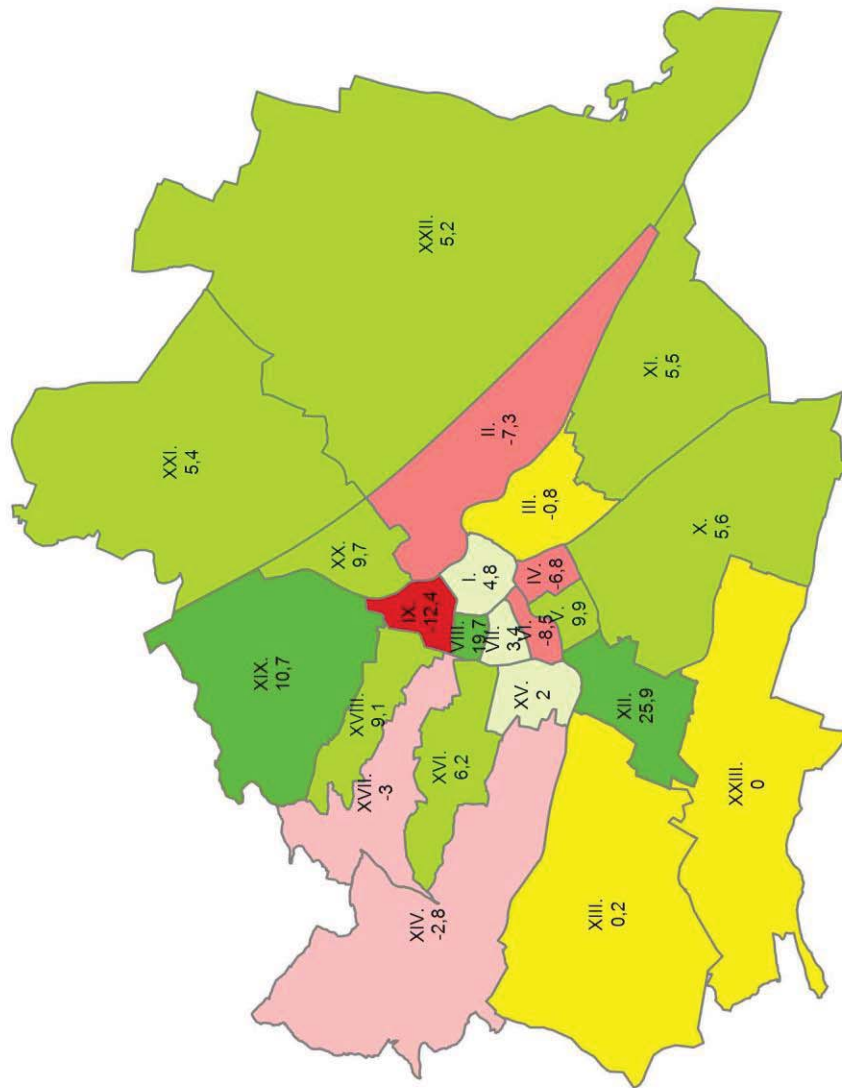 XXI.
5,4
XXII.
5,2
XIX.
10,7
XX.
9,7
II.
-7,3
XVIII.
9,1
IX.
-12,4
XVII.
-3
XVI.
6,2
VIII.
19,7
I.
4,8
III.
-0,8
XI.
5,5
VII.
3,4
VI.
-8,5
IV.
-6,8
V.
9,9
XV.
2
XIV.
-2,8
X.
5,6
XII.
25,9
XIII.
0,2
XXIII.
0